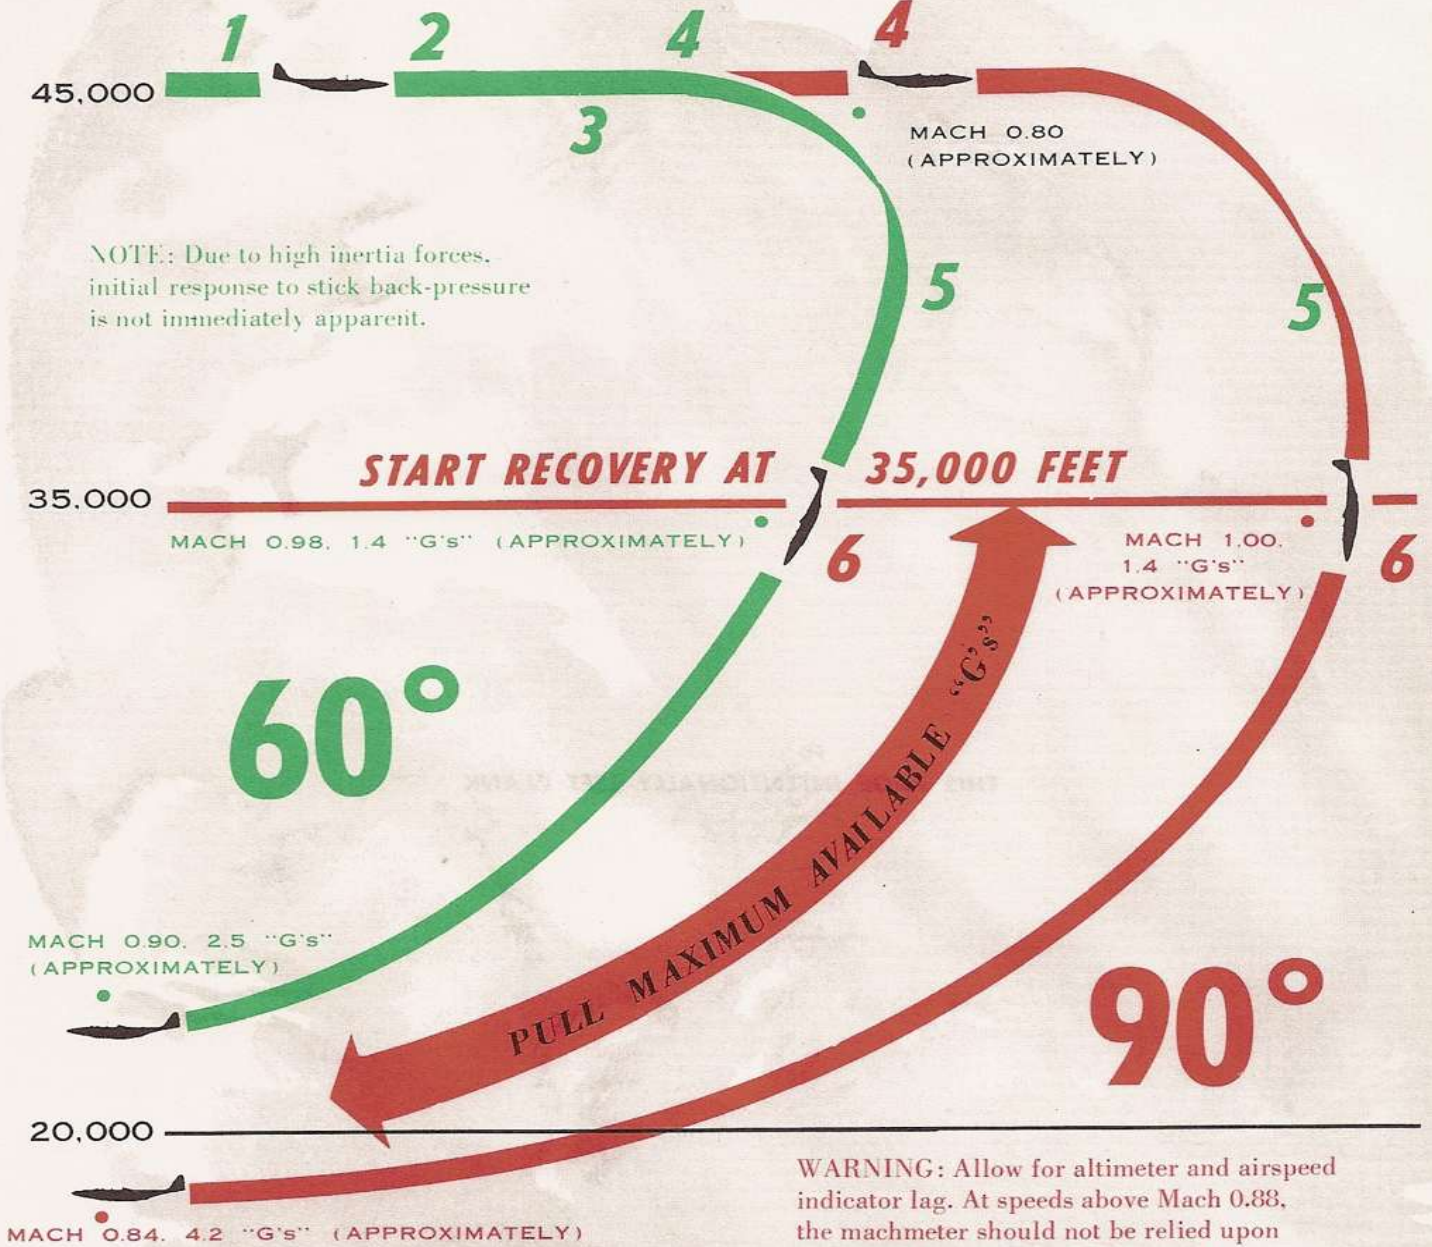 1
2
4
4
45,000
3
MACH 0.80
(APPROXIMATELY)
NOTE: Due to high inertia forces,
initial response to stick back-pressure
is not immediately apparent.
5
5
START RECOVERY AT 35,000 FEET
35,000
MACH 0.98, 1.4 "G's" (APPROXIMATELY)
6
MACH 1.00,
1.4 "G's"
(APPROXIMATELY)
6
60°
PULL MAXIMUM AVAILABLE "G's"
MACH 0.90, 2.5 "G's"
(APPROXIMATELY)
90°
20,000
WARNING: Allow for altimeter and airspeed
indicator lag. At speeds above Mach 0.88,
the machmeter should not be relied upon
MACH 0.84, 4.2 "G's" (APPROXIMATELY)